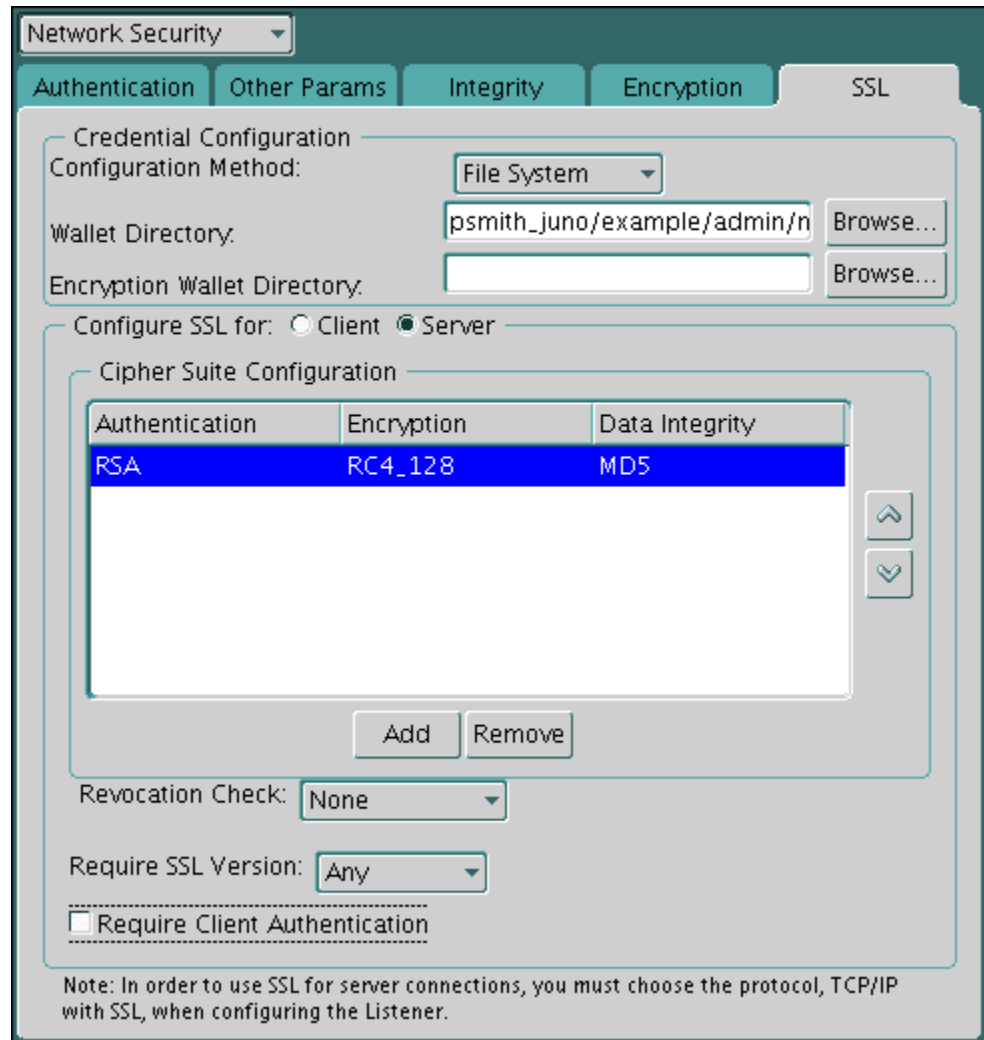 Network Security
Authentication Other Params Integrity Encryption SSL
Credential Configuration
Configuration Method: File System
Wallet Directory: psmith_juno/example/admin/n Browse...
Encryption Wallet Directory: Browse...
Configure SSL for: Client Server
Cipher Suite Configuration
Authentication Encryption Data Integrity
RSA RC4_128 MD5
Add Remove
Revocation Check: None
Require SSL Version: Any
Require Client Authentication
Note: In order to use SSL for server connections, you must choose the protocol, TCP/IP
with SSL, when configuring the Listener.